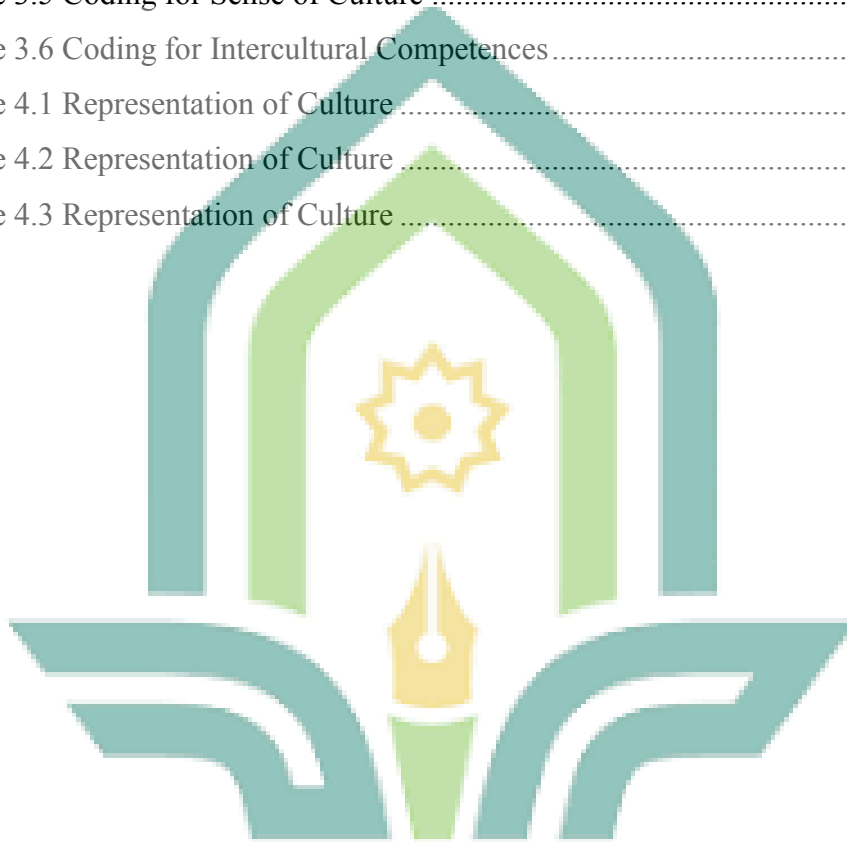 e 3.5 Coding for Sense of Culture ....................................................
e 3.6 Coding for Intercultural Competences.....................................
e 4.1 Representation of Culture ........................................................
e 4.2 Representation of Culture ........................................................
e 4.3 Representation of Culture ........................................................